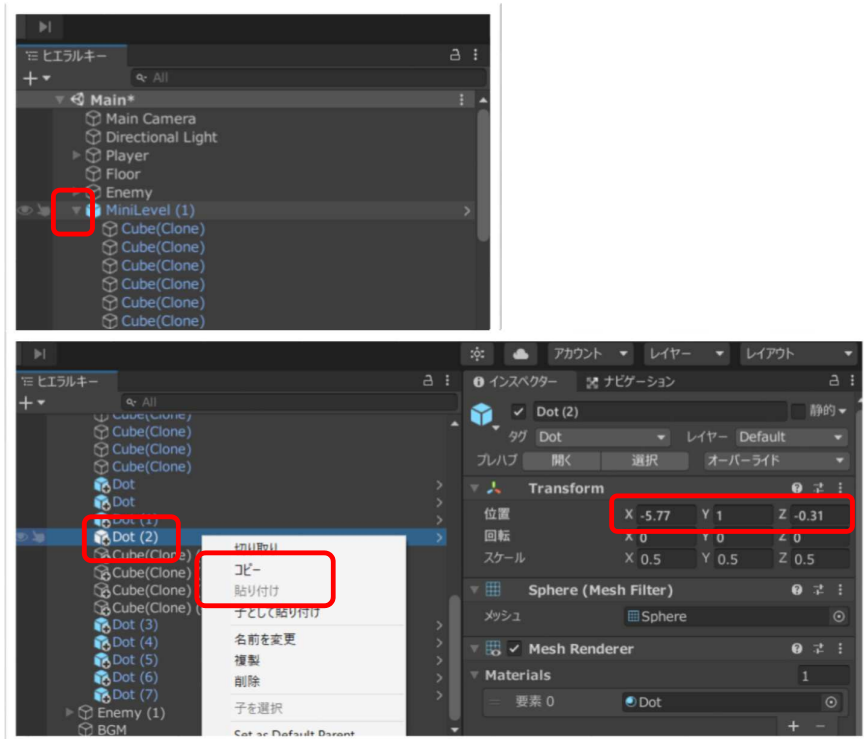 ヒエラルキー
All
Main*
Main Camera
Directional Light
Player
Floor
Enemy
MiniLevel (1)
Cube(Clone)
Cube(Clone)
Cube(Clone)
Cube(Clone)
Cube(Clone)
Cube(Clone)
アカウント レイヤー レイアウト
ヒエラルキー
All
Cube(Clone)
Cube(Clone)
Cube(Clone)
Cube(Clone)
Dot
Dot
Dot (1)
Dot (2)
Cube(Clone) (
Cube(Clone) (
Cube(Clone) (
Cube(Clone) (
Dot (3)
Dot (4)
Dot (5)
Dot (6)
Dot (7)
Enemy (1)
BGM
切り取り
コピー
貼り付け
子として貼り付け
名前を変更
複製
削除
子を選択
Set as Default Parent
インスペクター ナビゲーション
Dot (2) 静的
タグ Dot レイヤー Default
プレハブ 開く 選択 オーバーライド
Transform
位置 X -5.77 Y 1 Z -0.31
回転 X 0 Y 0 Z 0
スケール X 0.5 Y 0.5 Z 0.5
Sphere (Mesh Filter)
メッシュ Sphere
Mesh Renderer
Materials 1
要素 0 Dot